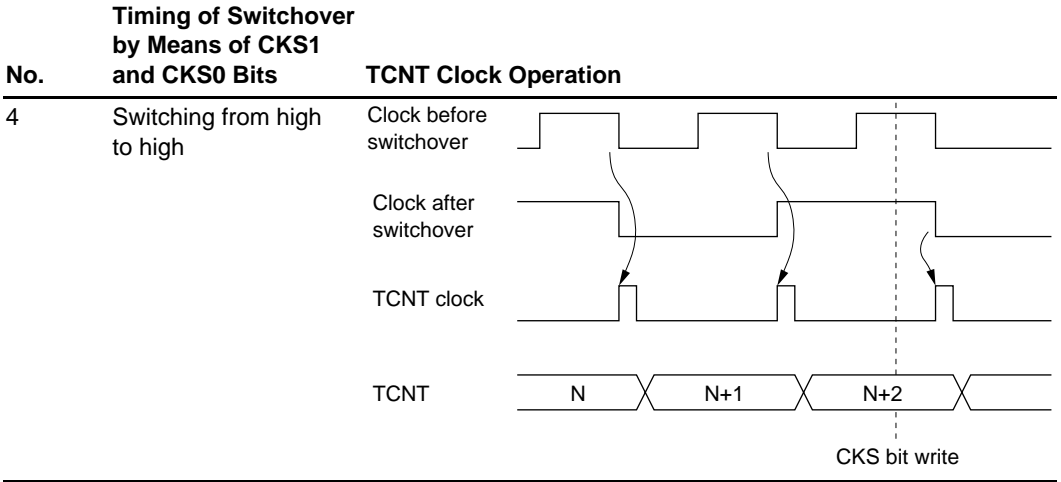 Timing of Switchover
by Means of CKS1
No. and CKS0 Bits TCNT Clock Operation
4 Switching from high
to high
Clock before
switchover
Clock after
switchover
TCNT clock
TCNT N N+1 N+2
CKS bit write